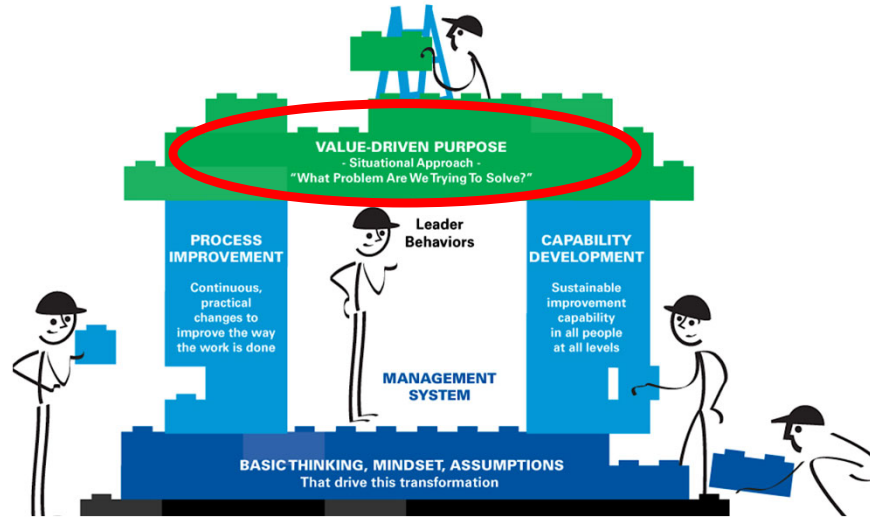 VALUE-DRIVEN PURPOSE
- Situational Approach -
"What Problem Are We Trying To Solve?"
Leader
Behaviors
PROCESS
IMPROVEMENT
Continuous,
practical
changes to
improve the way
the work is done
CAPABILITY
DEVELOPMENT
Sustainable
improvement
capability
in all people
at all levels
MANAGEMENT
SYSTEM
BASIC THINKING, MINDSET, ASSUMPTIONS
That drive this transformation